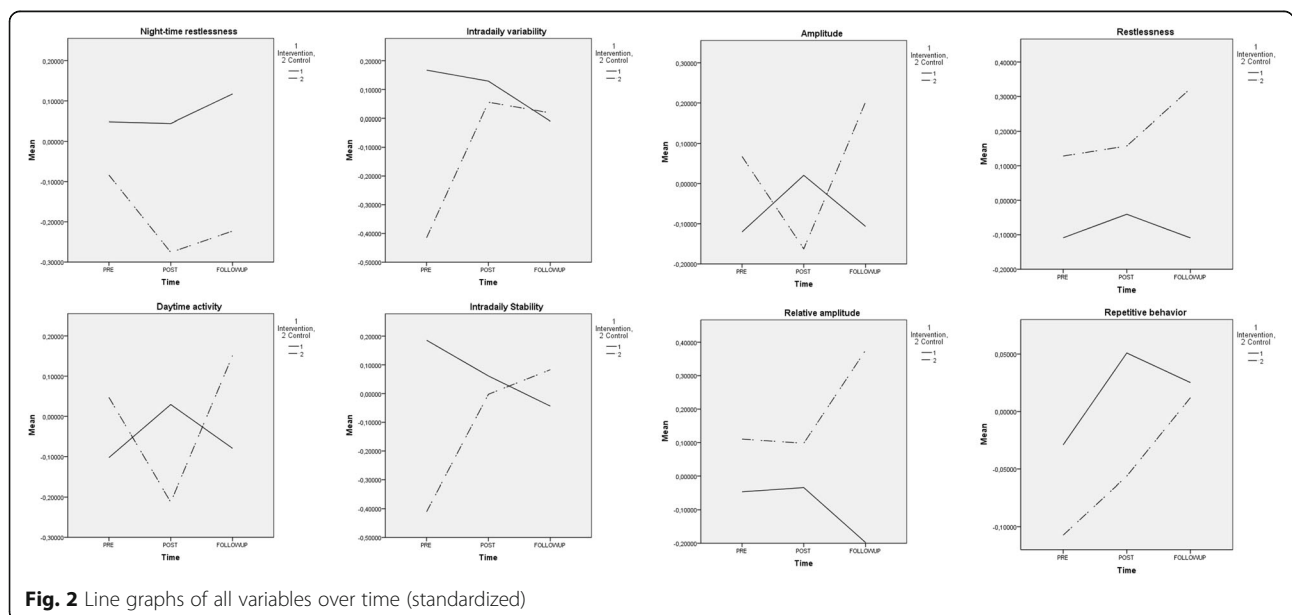 Night-time restlessness
1
Intervention,
2 Control
1
2
0,20000
0,10000
0,00000
-0,10000
-0,20000
-0,30000
Mean
PRE
POST
FOLLOWUP
Time
Intradaily variability
1
Intervention,
2 Control
1
2
0,20000
0,10000
0,00000
-0,10000
-0,20000
-0,30000
-0,40000
-0,50000
Mean
PRE
POST
FOLLOWUP
Time
Amplitude
1
Intervention,
2 Control
1
2
0,30000
0,20000
0,10000
0,00000
-0,10000
-0,20000
Mean
PRE
POST
FOLLOWUP
Time
Restlessness
1
Intervention,
2 Control
1
2
0,40000
0,30000
0,20000
0,10000
0,00000
-0,10000
-0,20000
Mean
PRE
POST
FOLLOWUP
Time
Daytime activity
1
Intervention,
2 Control
1
2
0,20000
0,10000
0,00000
-0,10000
-0,20000
-0,30000
Mean
PRE
POST
FOLLOWUP
Time
Intradaily Stability
1
Intervention,
2 Control
1
2
0,20000
0,10000
0,00000
-0,10000
-0,20000
-0,30000
-0,40000
-0,50000
Mean
PRE
POST
FOLLOWUP
Time
Relative amplitude
1
Intervention,
2 Control
1
2
0,40000
0,30000
0,20000
0,10000
0,00000
-0,10000
-0,20000
Mean
PRE
POST
FOLLOWUP
Time
Repetitive behavior
1
Intervention,
2 Control
1
2
0,05000
0,00000
-0,05000
-0,10000
Mean
PRE
POST
FOLLOWUP
Time
Fig. 2 Line graphs of all variables over time (standardized)